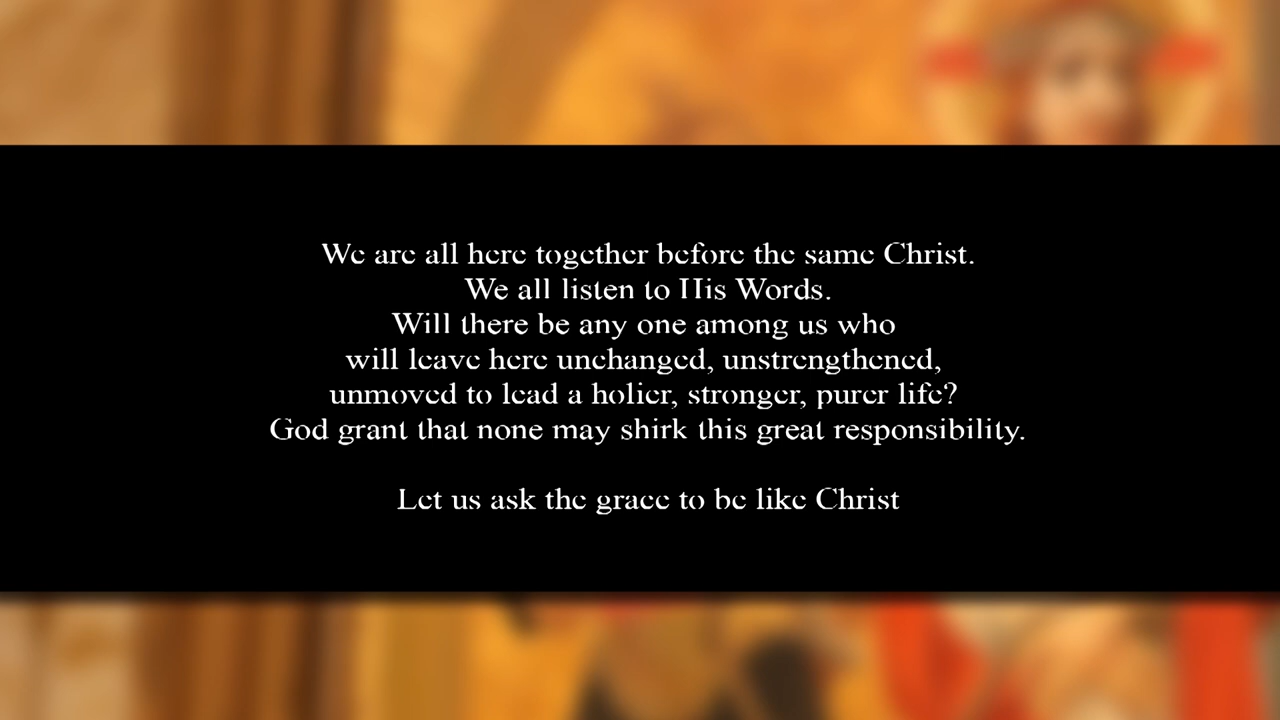 We are all here together before the same Christ.
We all listen to His Words.
Will there be any one among us who
will leave here unchanged, unstrengthened,
unmoved to lead a holier, stronger, purer life?
God grant that none may shirk this great responsibility.
Let us ask the grace to be like Christ